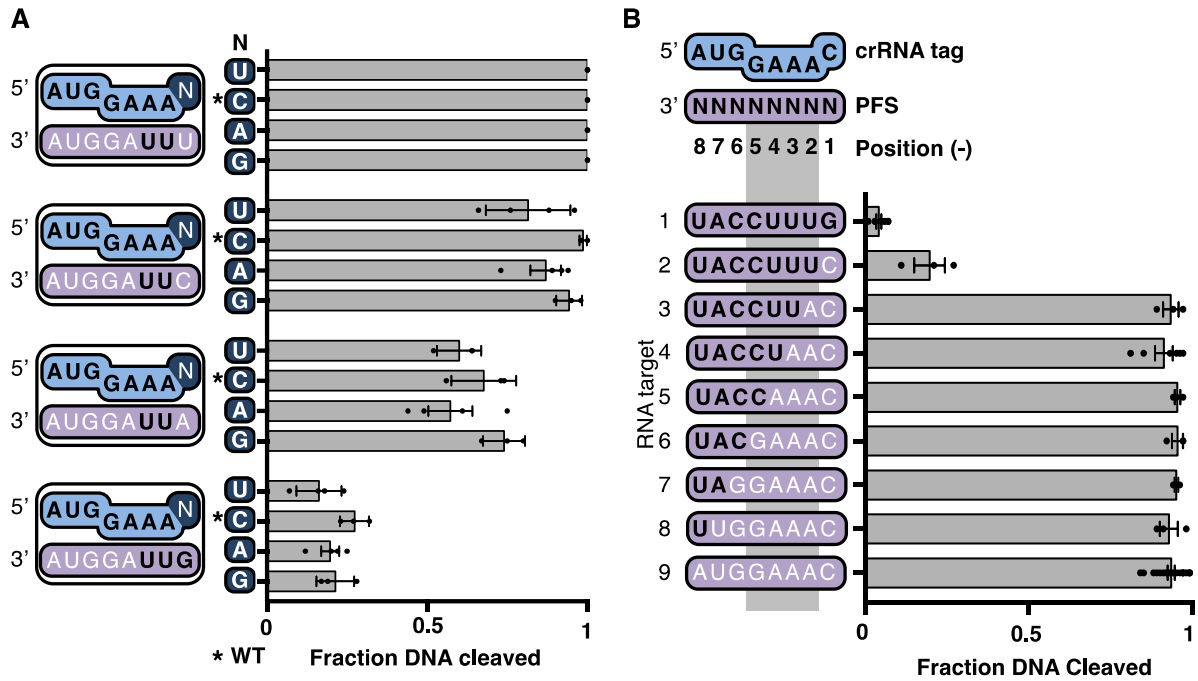 A
N
5’ AUG GAAA N
3’ AUGGAUUU
U
* C
A
G
5’ AUG GAAA N
3’ AUGGAUUC
U
* C
A
G
5’ AUG GAAA N
3’ AUGGAUUA
U
* C
A
G
5’ AUG GAAA N
3’ AUGGAUUG
U
* C
A
G
0 0.5 1
* WT Fraction DNA cleaved
B
5’ AUG GAAA C crRNA tag
3’ NNNNNNNN PFS
8 7 6 5 4 3 2 1 Position (-)
RNA target
1 UACCUUUG
2 UACCUUUC
3 UACCUUAC
4 UACCUAAC
5 UACCAAAC
6 UACGAAAC
7 UAGGAAAC
8 UUGGAAAC
9 AUGGAAAC
0 0.5 1
Fraction DNA Cleaved